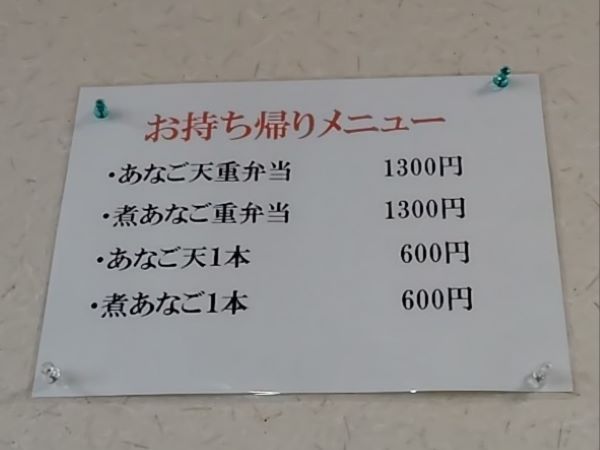 お持ち帰りメニュー
・あなご天重弁当 1300円
・煮あなご重弁当 1300円
・あなご天1本 600円
・煮あなご1本 600円